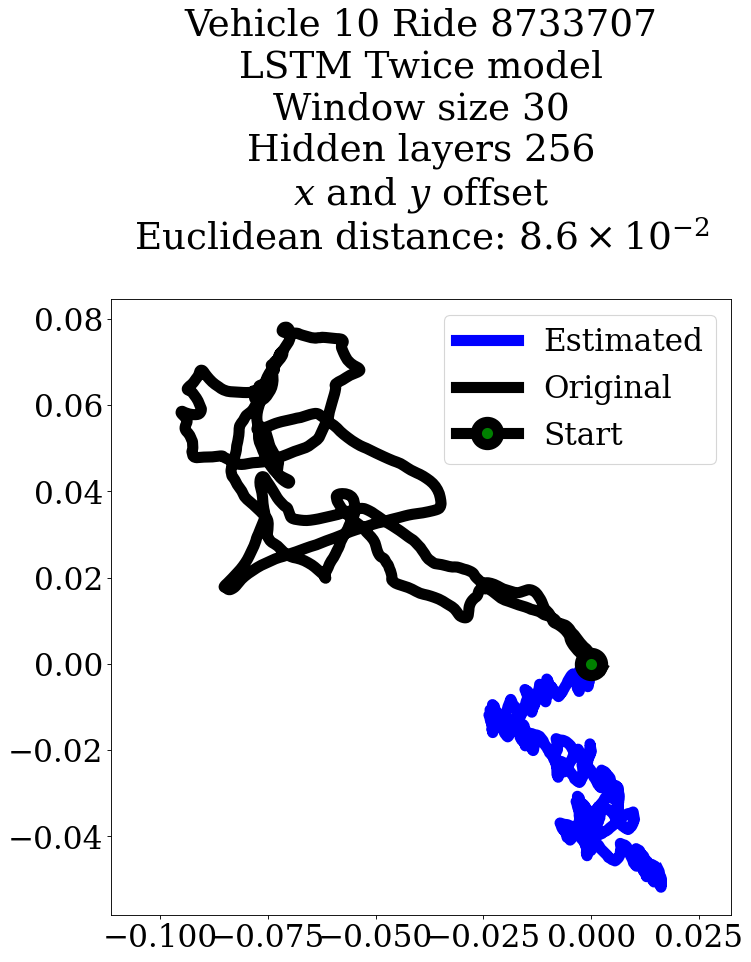 Vehicle 10 Ride 8733707
LSTM Twice model
Window size 30
Hidden layers 256
x and y offset
Euclidean distance: 8.6 × 10⁻²
Estimated
Original
Start
0.08
0.06
0.04
0.02
0.00
−0.02
−0.04
−0.100 −0.075 −0.050 −0.025 0.000 0.025